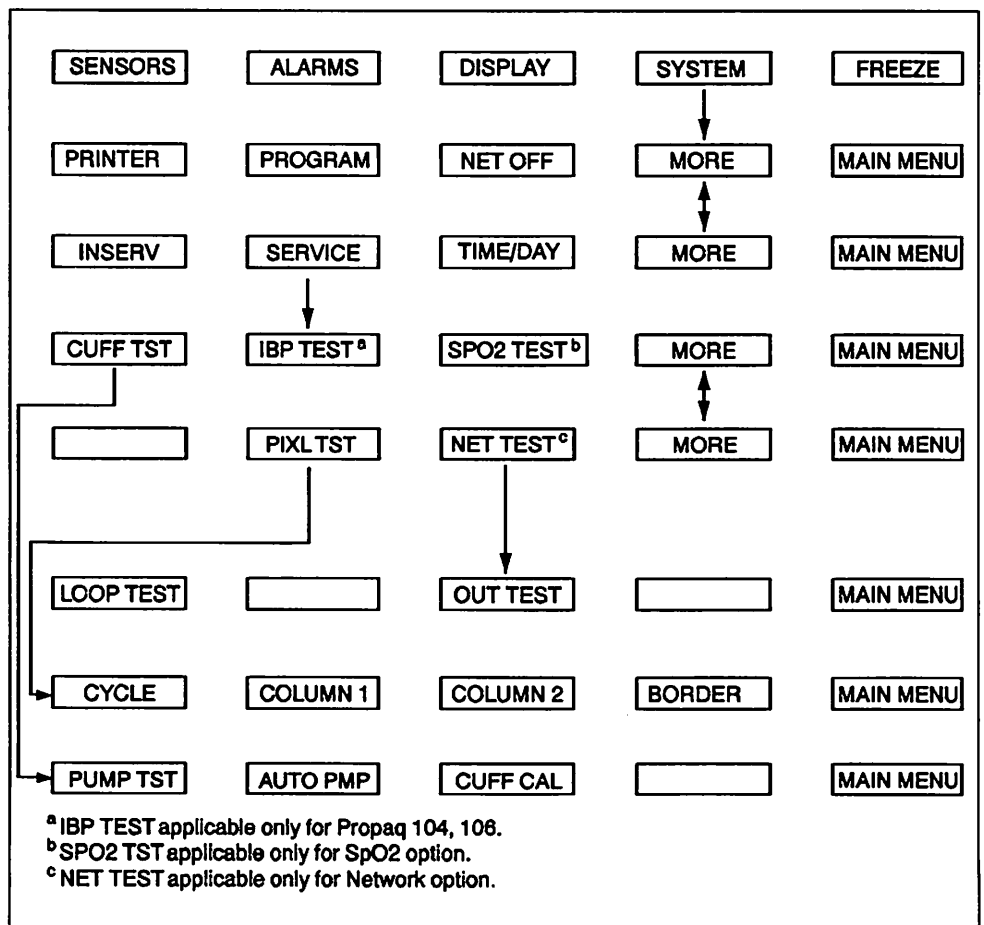 SENSORS ALARMS DISPLAY SYSTEM FREEZE
PRINTER PROGRAM NET OFF MORE MAIN MENU
INSERV SERVICE TIME/DAY MORE MAIN MENU
CUFF TST IBP TESTᵃ SPO2 TESTᵇ MORE MAIN MENU
PIXL TST NET TESTᶜ MORE MAIN MENU
LOOP TEST OUT TEST MAIN MENU
CYCLE COLUMN 1 COLUMN 2 BORDER MAIN MENU
PUMP TST AUTO PMP CUFF CAL MAIN MENU
ᵃ IBP TEST applicable only for Propaq 104, 106.
ᵇ SPO2 TST applicable only for SpO2 option.
ᶜ NET TEST applicable only for Network option.